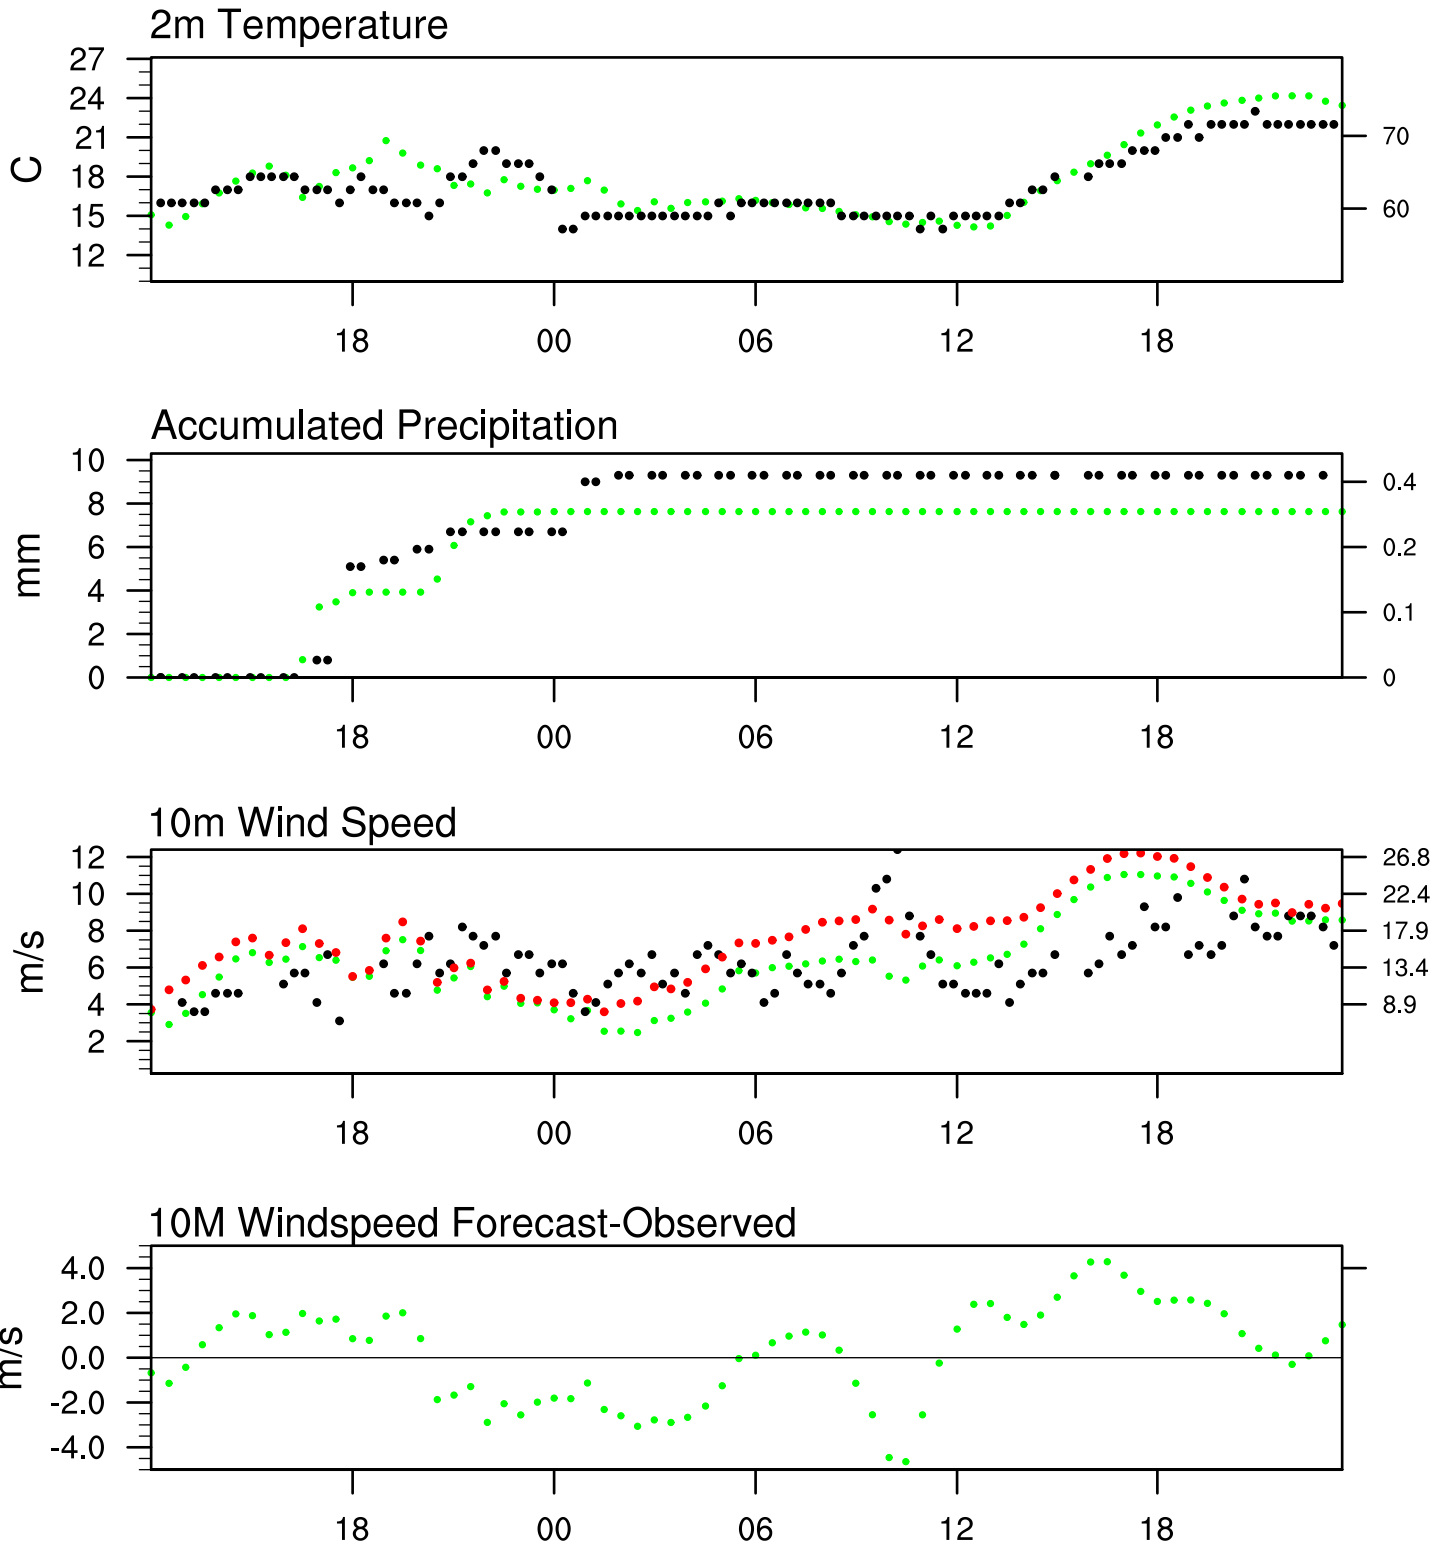 2m Temperature
27
24
21
18
15
12
C
70
60
18 00 06 12 18
Accumulated Precipitation
10
8
6
4
2
0
mm
0.4
0.2
0.1
0
18 00 06 12 18
10m Wind Speed
12
10
8
6
4
2
m/s
26.8
22.4
17.9
13.4
8.9
18 00 06 12 18
10M Windspeed Forecast-Observed
4.0
2.0
0.0
-2.0
-4.0
m/s
18 00 06 12 18